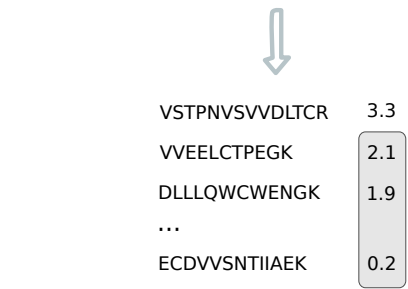 VSTPNVSVVDLTCR 3.3
VVEELCTPEGK 2.1
DLLLQWCWENGK 1.9
...
ECDVVSNTIIAEK 0.2